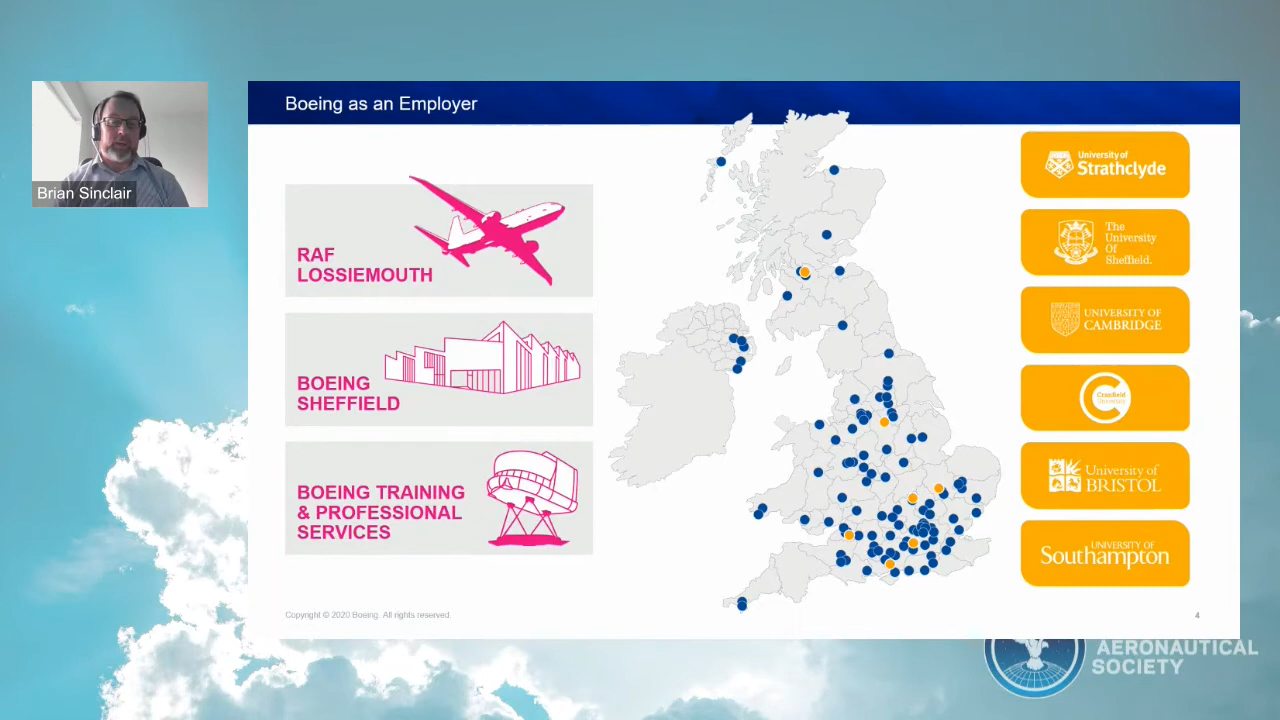 Boeing as an Employer
Brian Sinclair
RAF
LOSSIEMOUTH
BOEING
SHEFFIELD
BOEING TRAINING
& PROFESSIONAL
SERVICES
University of
Strathclyde
The
University
Of
Sheffield.
UNIVERSITY OF
CAMBRIDGE
Cranfield
University
University of
BRISTOL
UNIVERSITY OF
Southampton
Copyright © 2020 Boeing. All rights reserved.
4
AERONAUTICAL
SOCIETY